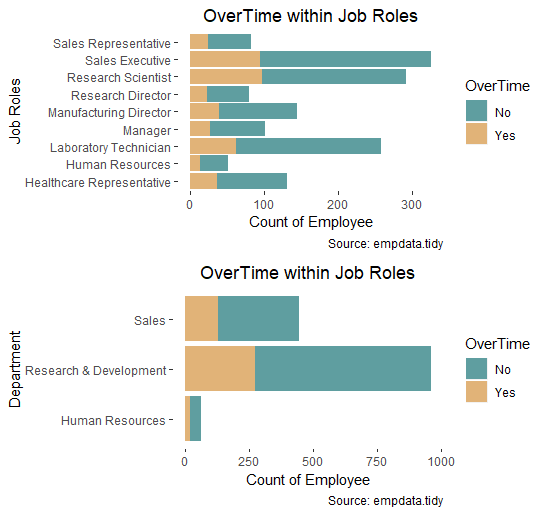 OverTime within Job Roles
Job Roles
Sales Representative
Sales Executive
Research Scientist
Research Director
Manufacturing Director
Manager
Laboratory Technician
Human Resources
Healthcare Representative
0 100 200 300
Count of Employee
Source: empdata.tidy
OverTime
No
Yes
OverTime within Job Roles
Department
Sales
Research & Development
Human Resources
0 250 500 750 1000
Count of Employee
Source: empdata.tidy
OverTime
No
Yes